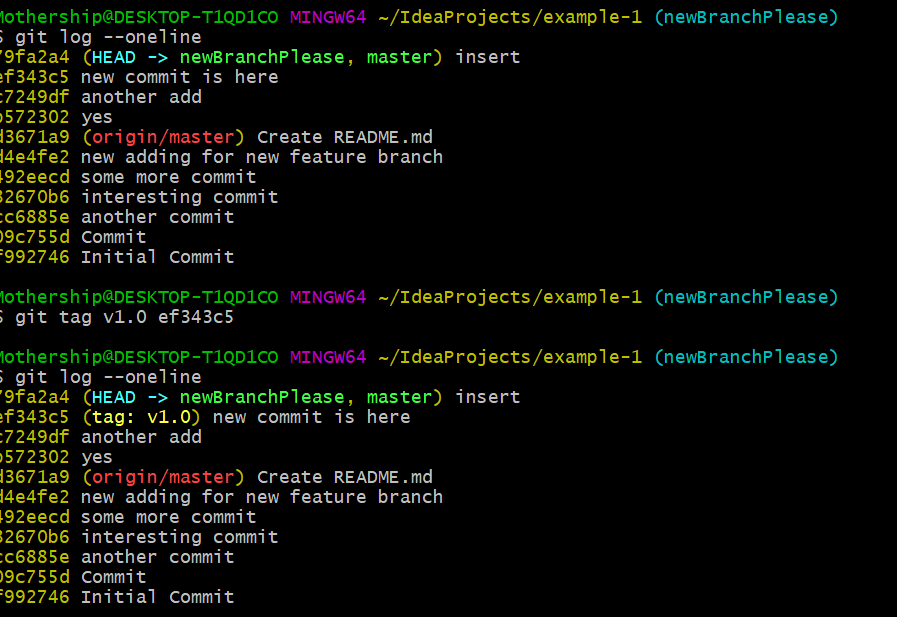 Mothership@DESKTOP-T1QD1CO MINGW64 ~/IdeaProjects/example-1 (newBranchPlease)
$ git log --oneline
79fa2a4 (HEAD -> newBranchPlease, master) insert
ef343c5 new commit is here
c7249df another add
b572302 yes
d3671a9 (origin/master) Create README.md
d4e4fe2 new adding for new feature branch
492eecd some more commit
32670b6 interesting commit
cc6885e another commit
09c755d Commit
f992746 Initial Commit
Mothership@DESKTOP-T1QD1CO MINGW64 ~/IdeaProjects/example-1 (newBranchPlease)
$ git tag v1.0 ef343c5
Mothership@DESKTOP-T1QD1CO MINGW64 ~/IdeaProjects/example-1 (newBranchPlease)
$ git log --oneline
79fa2a4 (HEAD -> newBranchPlease, master) insert
ef343c5 (tag: v1.0) new commit is here
c7249df another add
b572302 yes
d3671a9 (origin/master) Create README.md
d4e4fe2 new adding for new feature branch
492eecd some more commit
32670b6 interesting commit
cc6885e another commit
09c755d Commit
f992746 Initial Commit